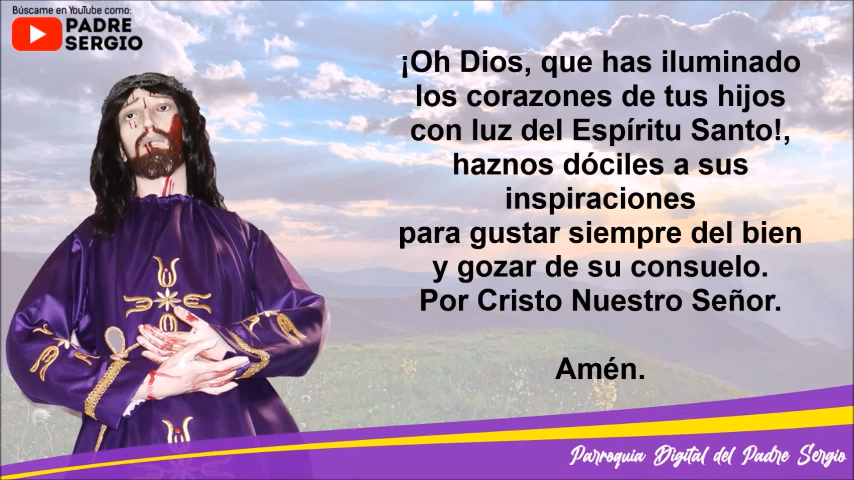 Búscame en YouTube como:
PADRE
SERGIO
¡Oh Dios, que has iluminado
los corazones de tus hijos
con luz del Espíritu Santo!,
haznos dóciles a sus
inspiraciones
para gustar siempre del bien
y gozar de su consuelo.
Por Cristo Nuestro Señor.
Amén.
Parroquia Digital del Padre Sergio